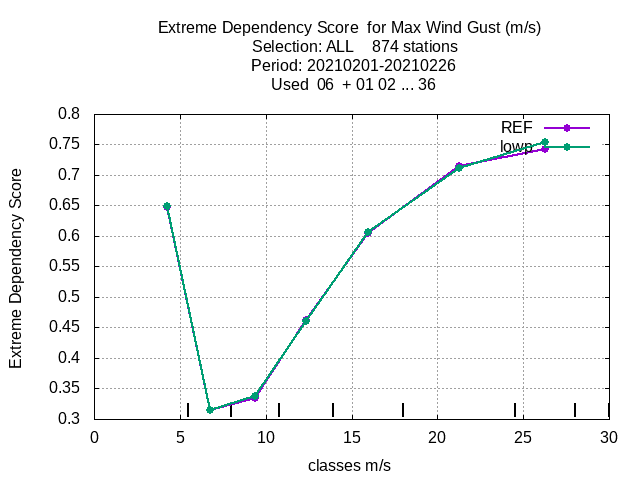 Extreme Dependency Score  for Max Wind Gust (m/s)
Selection: ALL    874 stations
Period: 20210201-20210226
Used  06  + 01 02 ... 36
REF
lowp
Extreme Dependency Score
0.8
0.75
0.7
0.65
0.6
0.55
0.5
0.45
0.4
0.35
0.3
0 5 10 15 20 25 30
classes m/s